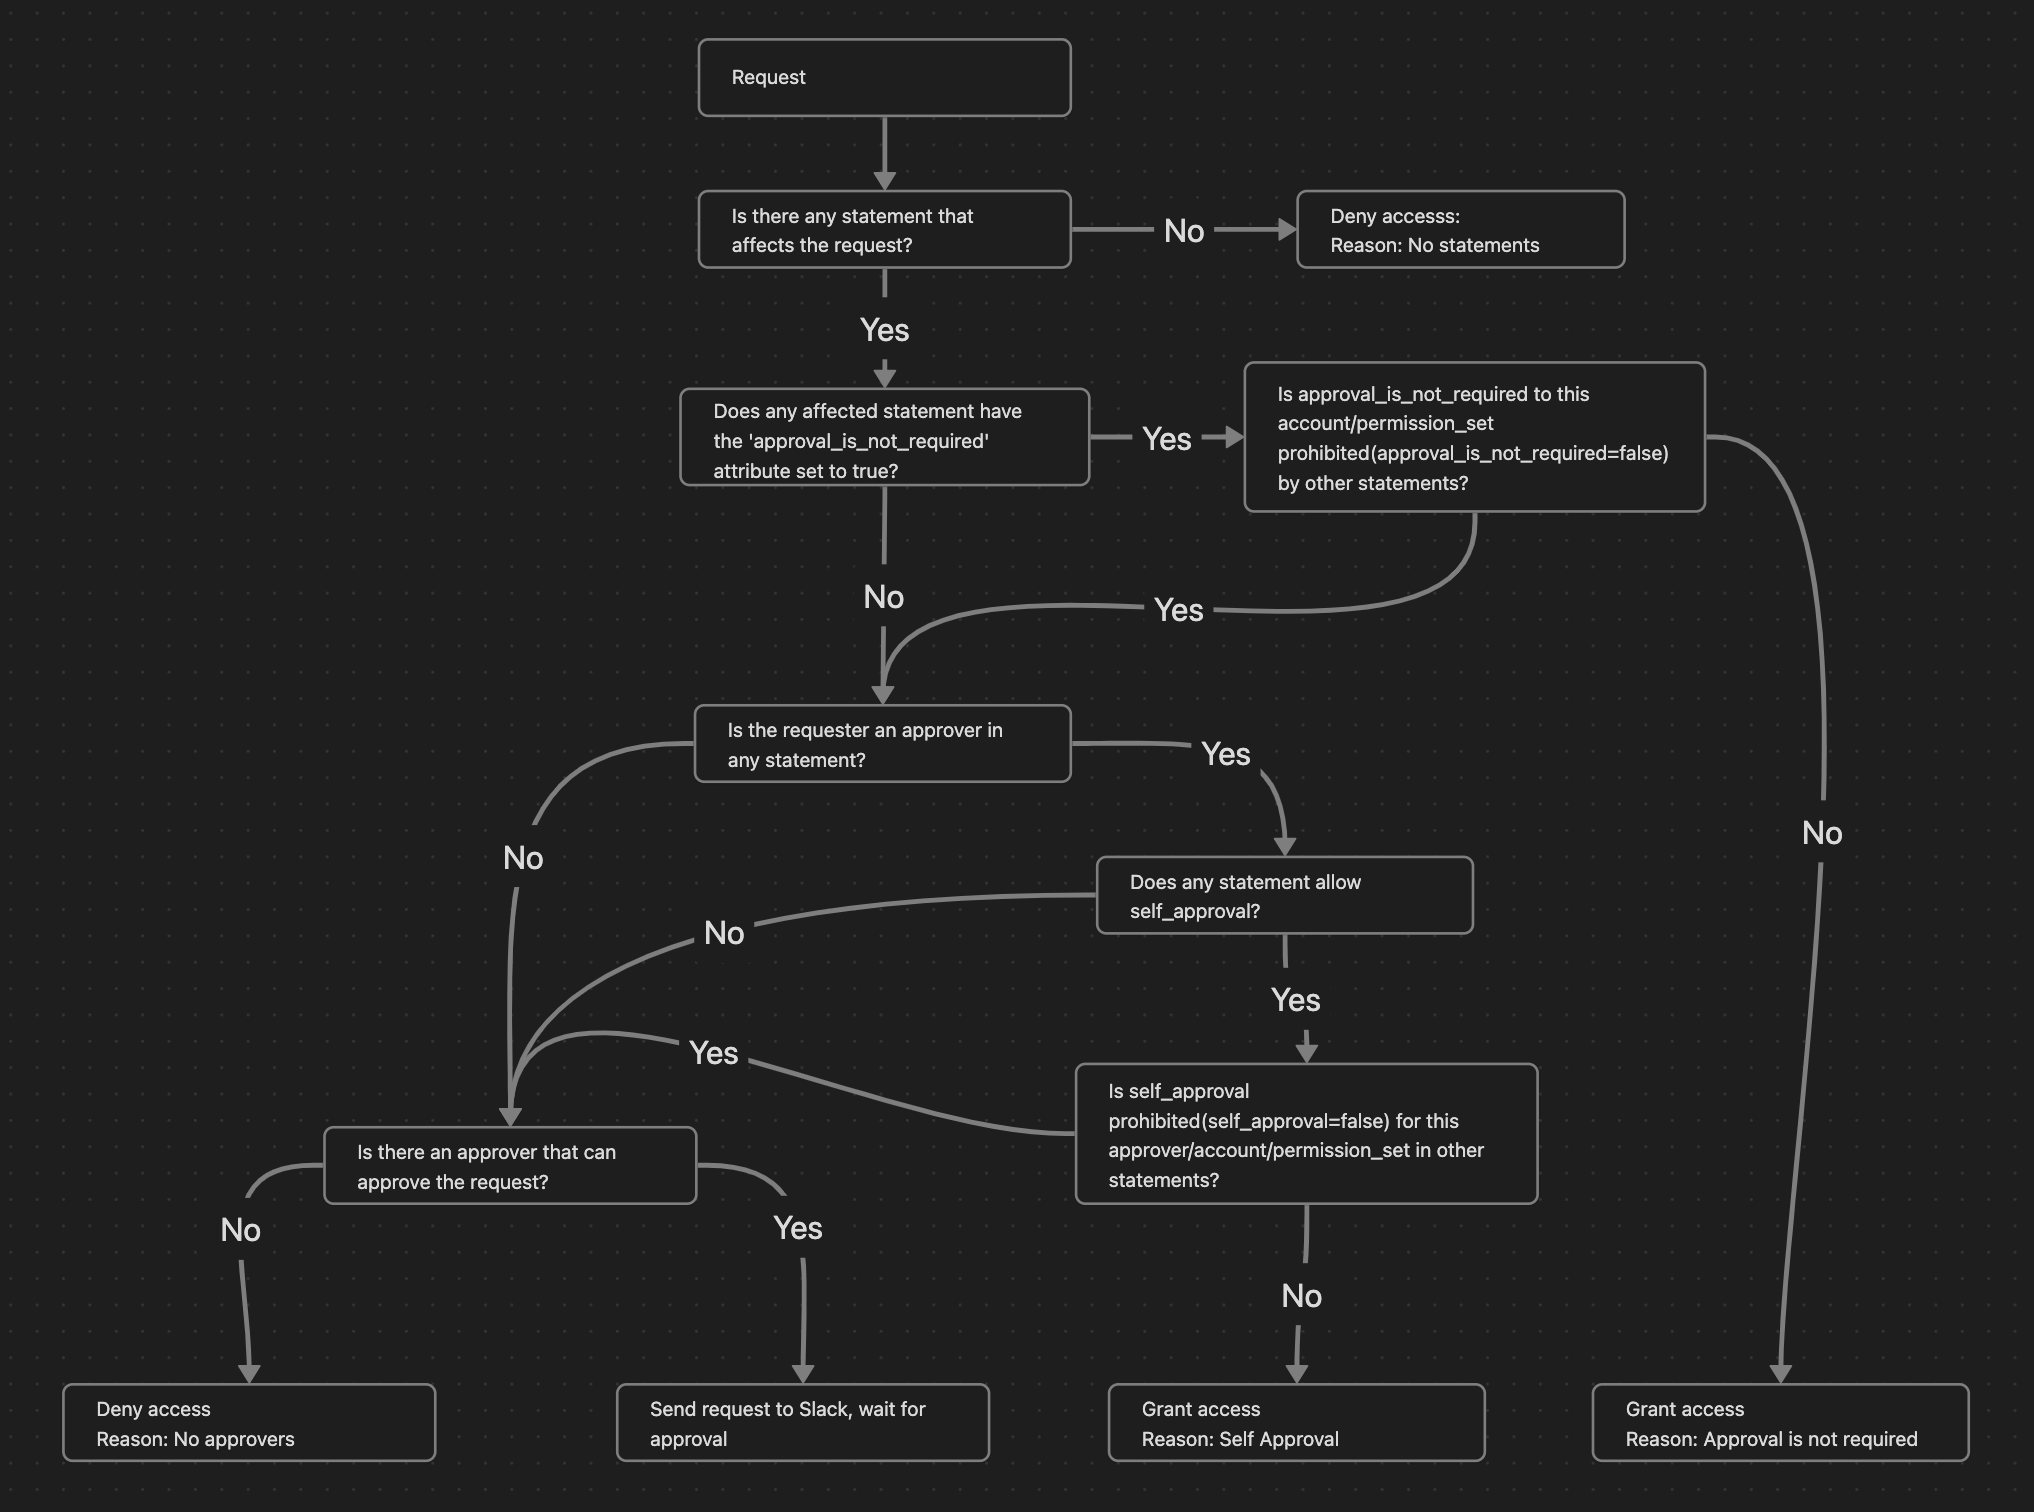 Request
Is there any statement that
affects the request?
No
Deny accesss:
Reason: No statements
Yes
Does any affected statement have
the 'approval_is_not_required'
attribute set to true?
Yes
Is approval_is_not_required to this
account/permission_set
prohibited(approval_is_not_required=false)
by other statements?
No
Yes
Is the requester an approver in
any statement?
Yes
No
No
Does any statement allow
self_approval?
No
Yes
Yes
Is self_approval
prohibited(self_approval=false) for this
approver/account/permission_set in other
statements?
Is there an approver that can
approve the request?
No
Yes
No
Deny access
Reason: No approvers
Send request to Slack, wait for
approval
Grant access
Reason: Self Approval
Grant access
Reason: Approval is not required